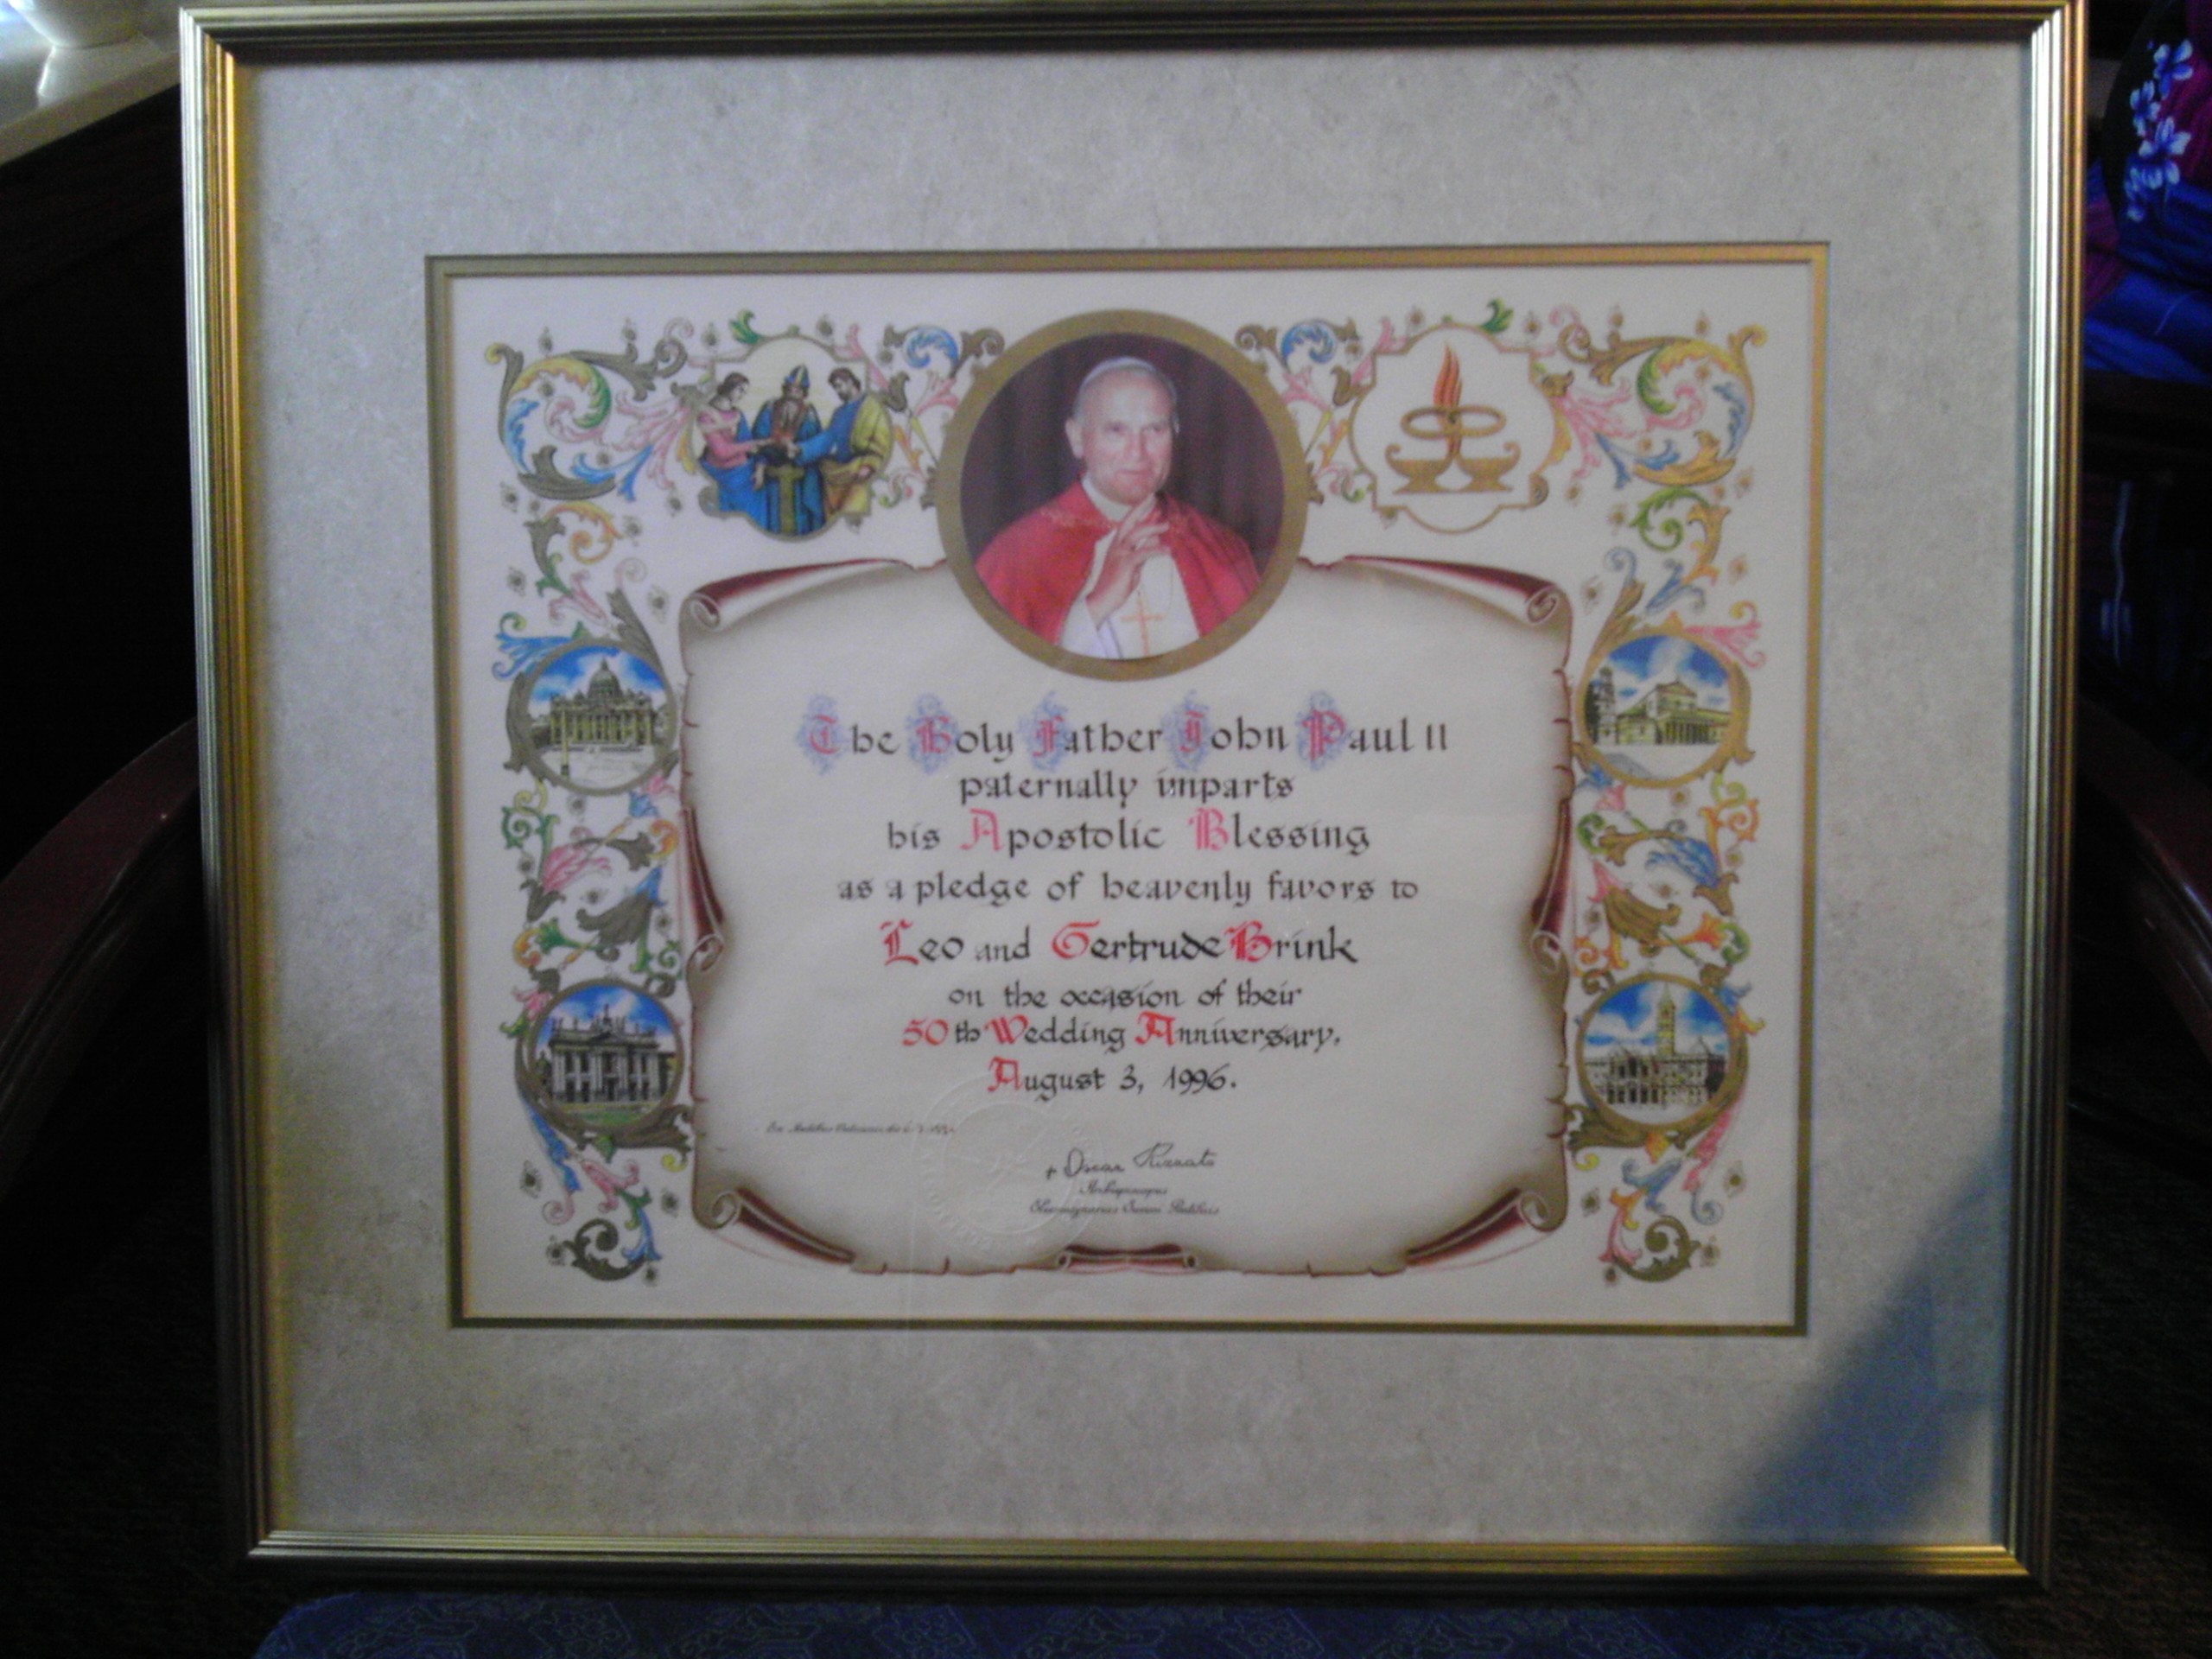 The Holy Father John Paul II
paternally imparts
his Apostolic Blessing
as a pledge of heavenly favors to
Leo and Gertrude Brink
on the occasion of their
50th Wedding Anniversary,
August 3, 1996.
+ Oscar Rizzato